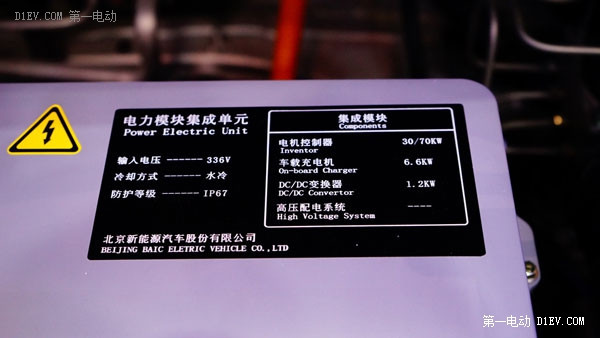 D1EV.COM 第一电动
电力模块集成单元
Power Electric Unit
输入电压 ------ 336V
冷却方式 ------ 水冷
防护等级 ------ IP67
集成模块
Components
电机控制器 30/70KW
Inventor
车载充电机 6.6KW
On-board Charger
DC/DC变换器 1.2KW
DC/DC Convertor
高压配电系统 ----
High Voltage System
北京新能源汽车股份有限公司
BEIJING BAIC ELETRIC VEHICLE CO.,LTD
第一电动 D1EV.COM